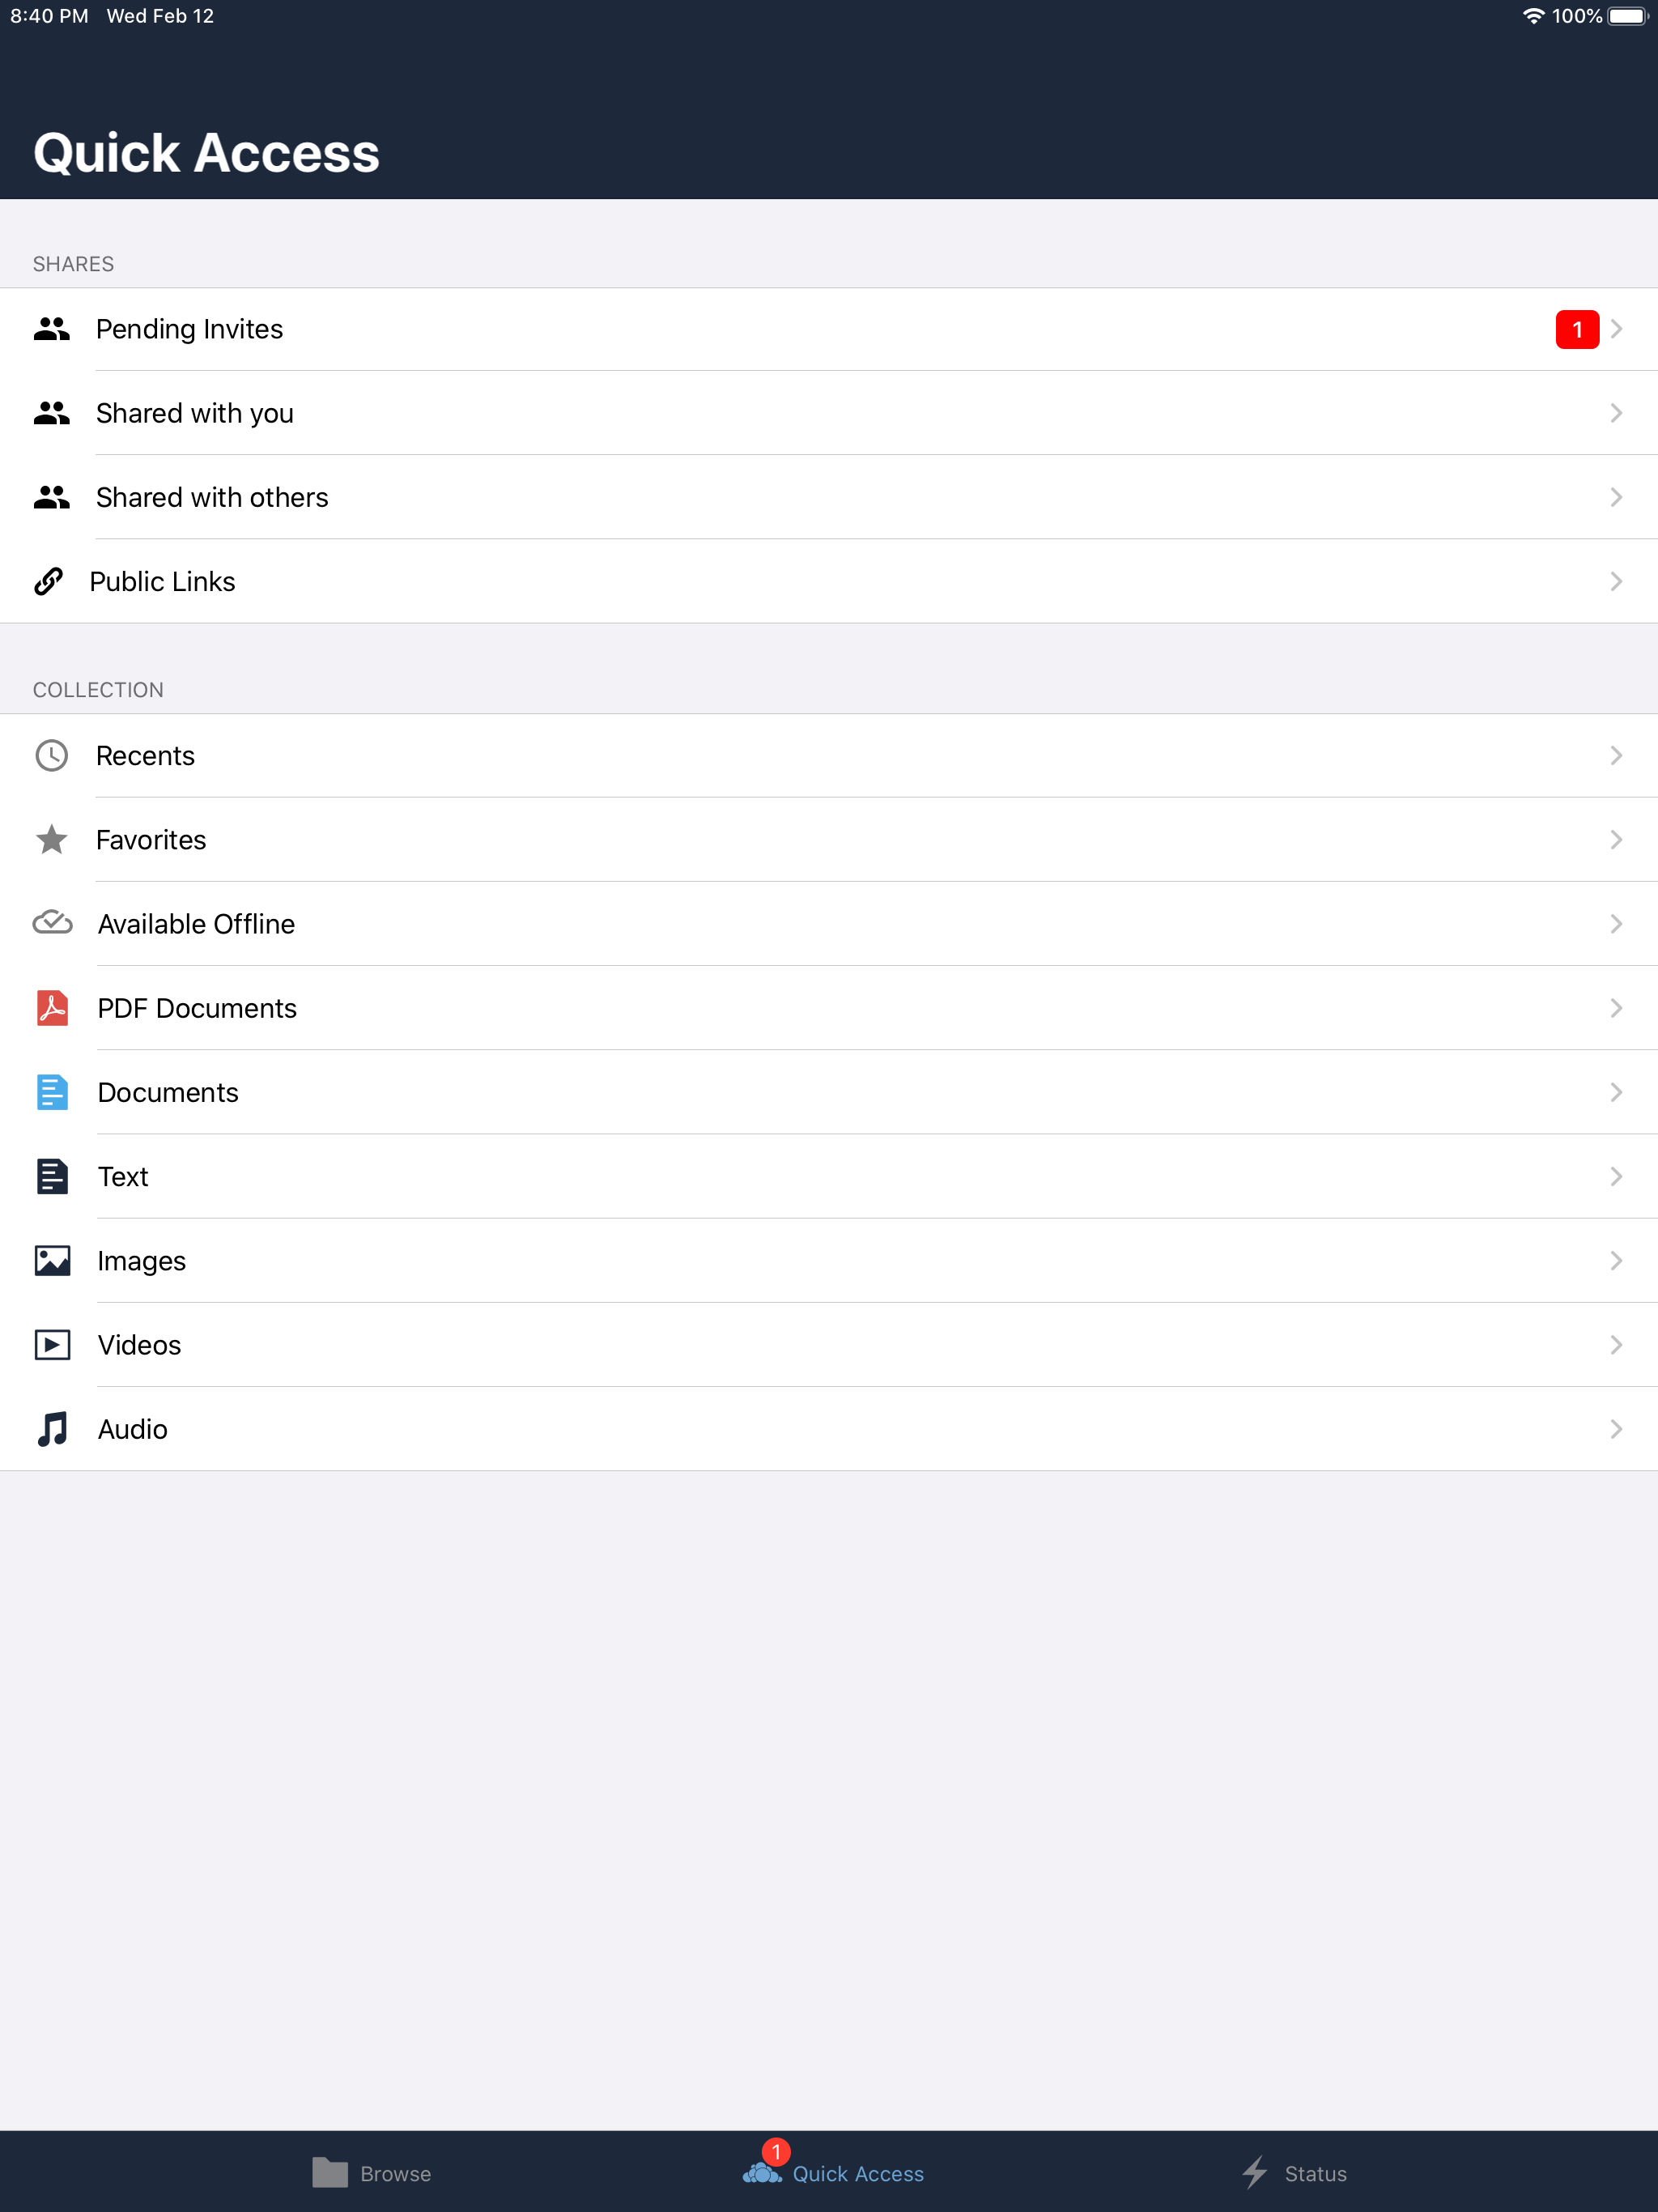 8:40 PM Wed Feb 12 100%
Quick Access
SHARES
Pending Invites 1
Shared with you
Shared with others
Public Links
COLLECTION
Recents
Favorites
Available Offline
PDF Documents
Documents
Text
Images
Videos
Audio
Browse 1 Quick Access Status